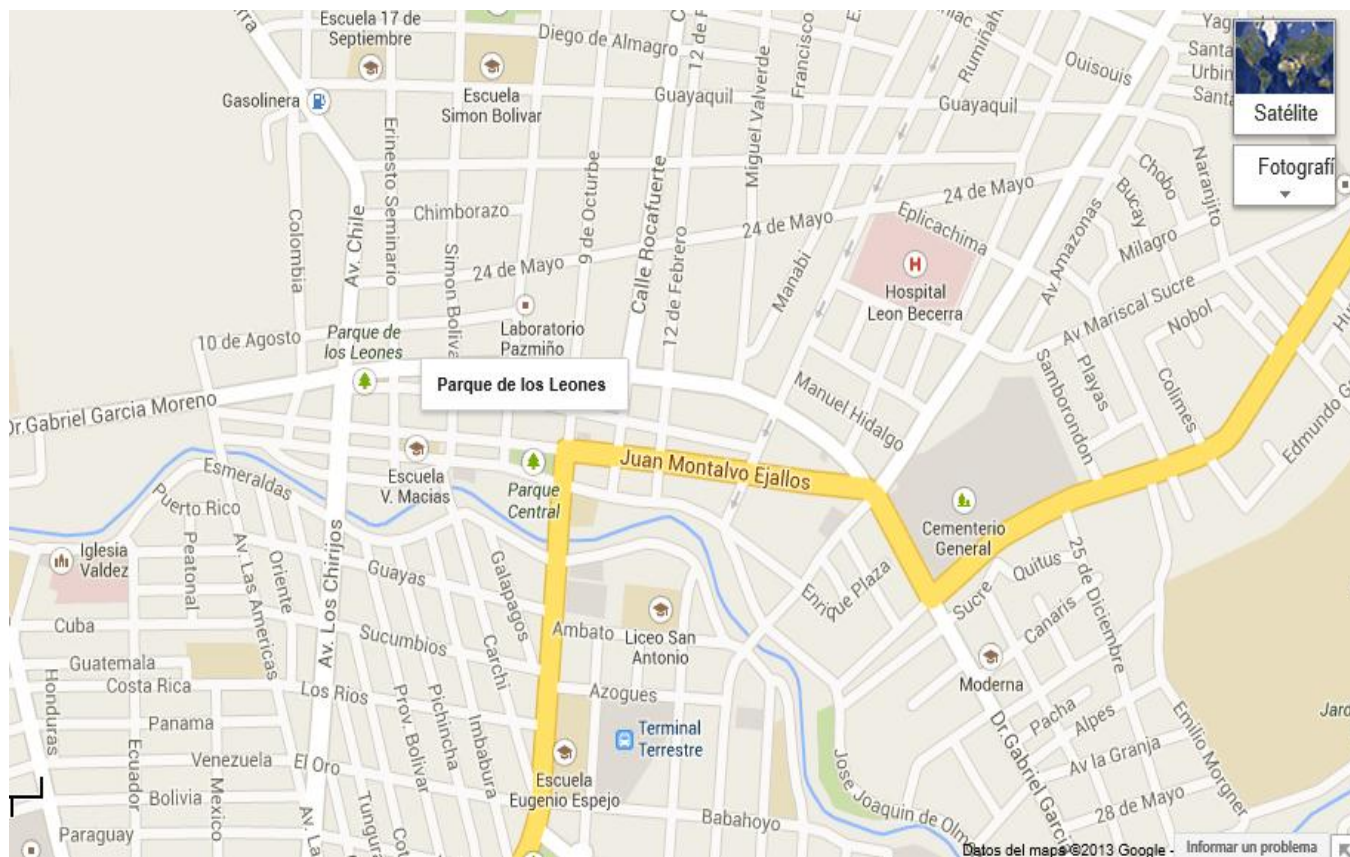 Escuela 17 de
Septiembre
Diego de Almagro
12 de F
Francisco
Rumiñah
Ouisouis
Santa
Urbin
Santa
Satélite
Fotografí
Gasolinera
Escuela
Simon Bolivar
Guayaquil
Guayaquil
Miguel Valverde
Erinesto Seminario
9 de Octurbe
Calle Rocafuerte
Naranjito
Chobo
Bucay
Milagro
24 de Mayo
24 de Mayo
24 de Mayo
Eplicachima
Chimborazo
Colombia
Av. Chile
Simon Boliva
12 de Febrero
Manabi
Hospital
Leon Becerra
Av. Amazonas
Av Mariscal Sucre
Nobol
10 de Agosto
Parque de
los Leones
Laboratorio
Pazmiño
Parque de los Leones
Manuel Hidalgo
Samborondon
Playas
Colimes
Edmundo G
Dr.Gabriel Garcia Moreno
Escuela
V. Macias
Parque
Central
Juan Montalvo Ejallos
Cementerio
General
Esmeraldas
Puerto Rico
Iglesia
Valdez
Peatonal
Av. Las Americas
Oriente
Av. Los Chirijos
Guayas
Galapagos
Enrique Plaza
Sucre
Quitus
25 de Diciembre
Canaris
Cuba
Sucumbios
Carchi
Ambato
Liceo San
Antonio
Moderna
Guatemala
Costa Rica
Los Rios
Azogues
Honduras
Panama
Prov. Bolivar
Pichincha
Imbabura
Terminal
Terrestre
Pacha
Alpes
Jard
Venezuela
El Oro
Ecuador
Mexico
Escuela
Eugenio Espejo
Jose Joaquin de Olme
Dr Gabriel Garcia
Av la Granja
Emilio Morgner
Bolivia
Av. La
Tungura
Babahoyo
28 de Mayo
Paraguay
Datos del mapa ©2013 Google -
Informar un problema